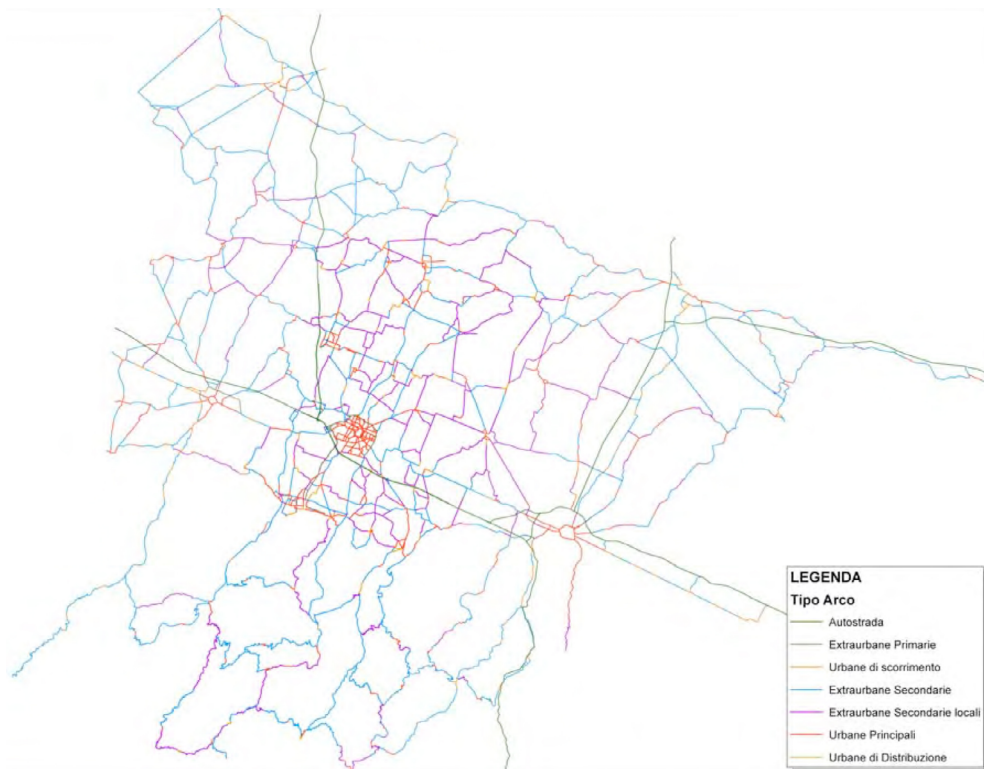 LEGENDA
Tipo Arco
Autostrada
Extraurbane Primarie
Urbane di scorrimento
Extraurbane Secondarie
Extraurbane Secondarie locali
Urbane Principali
Urbane di Distribuzione